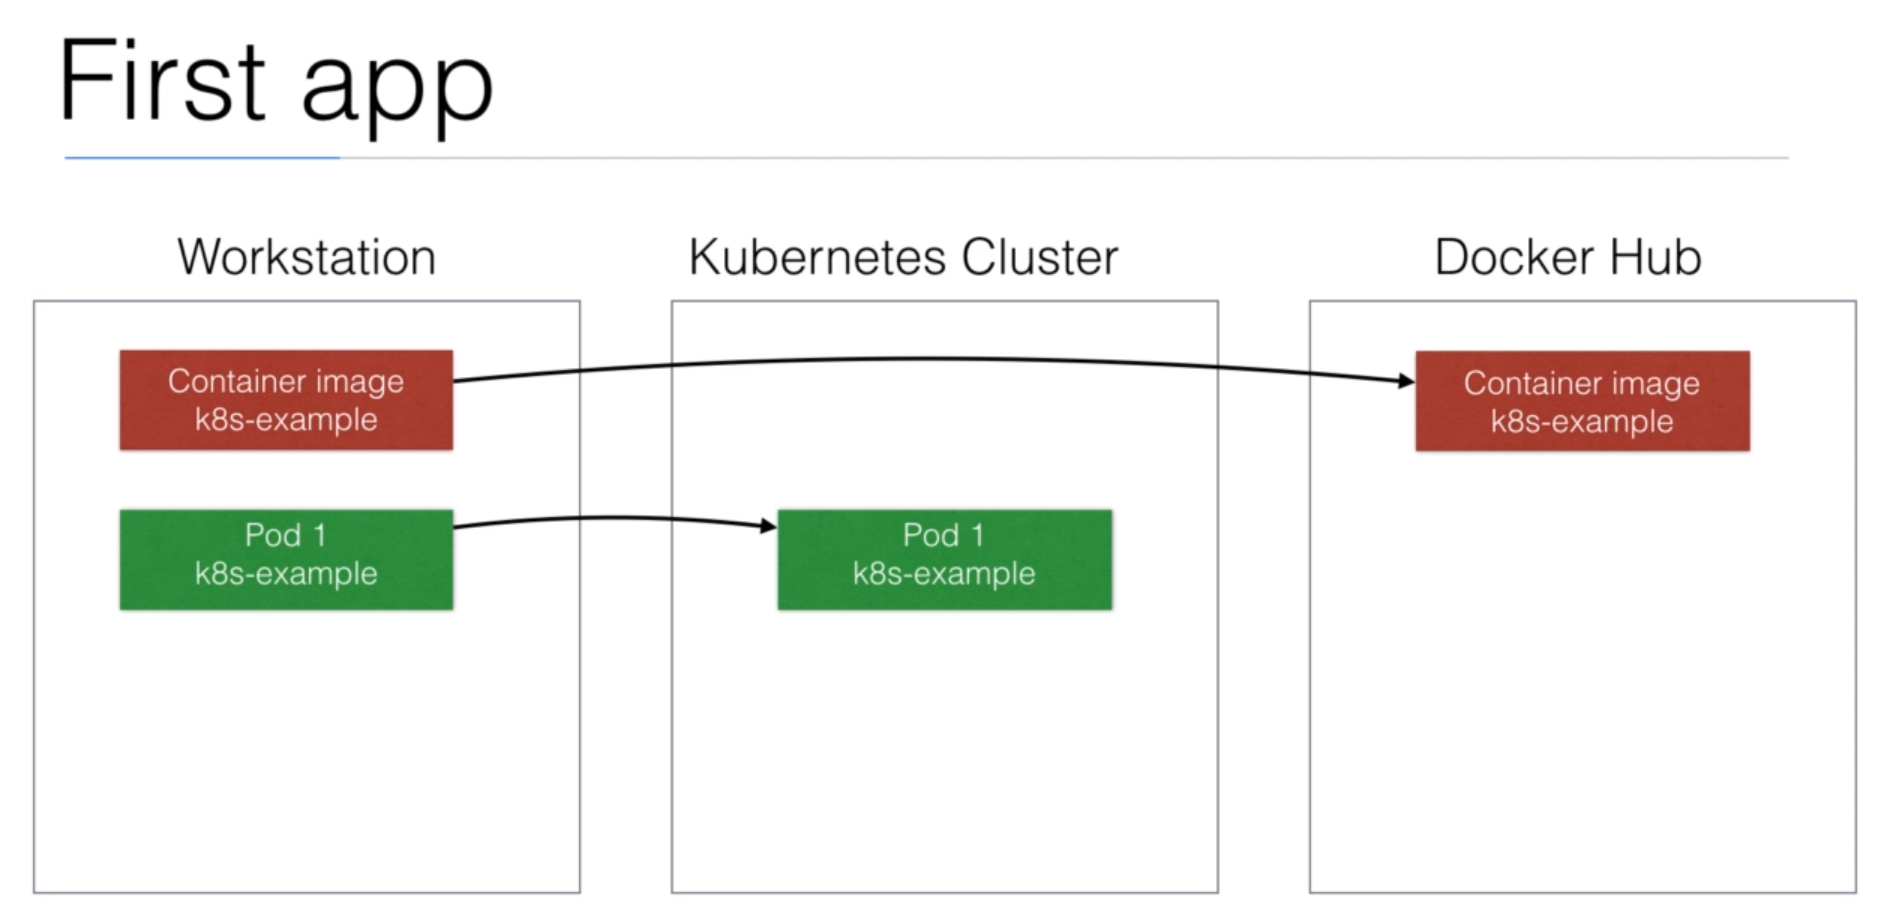 First app
Workstation
Kubernetes Cluster
Docker Hub
Container image
k8s-example
Container image
k8s-example
Pod 1
k8s-example
Pod 1
k8s-example